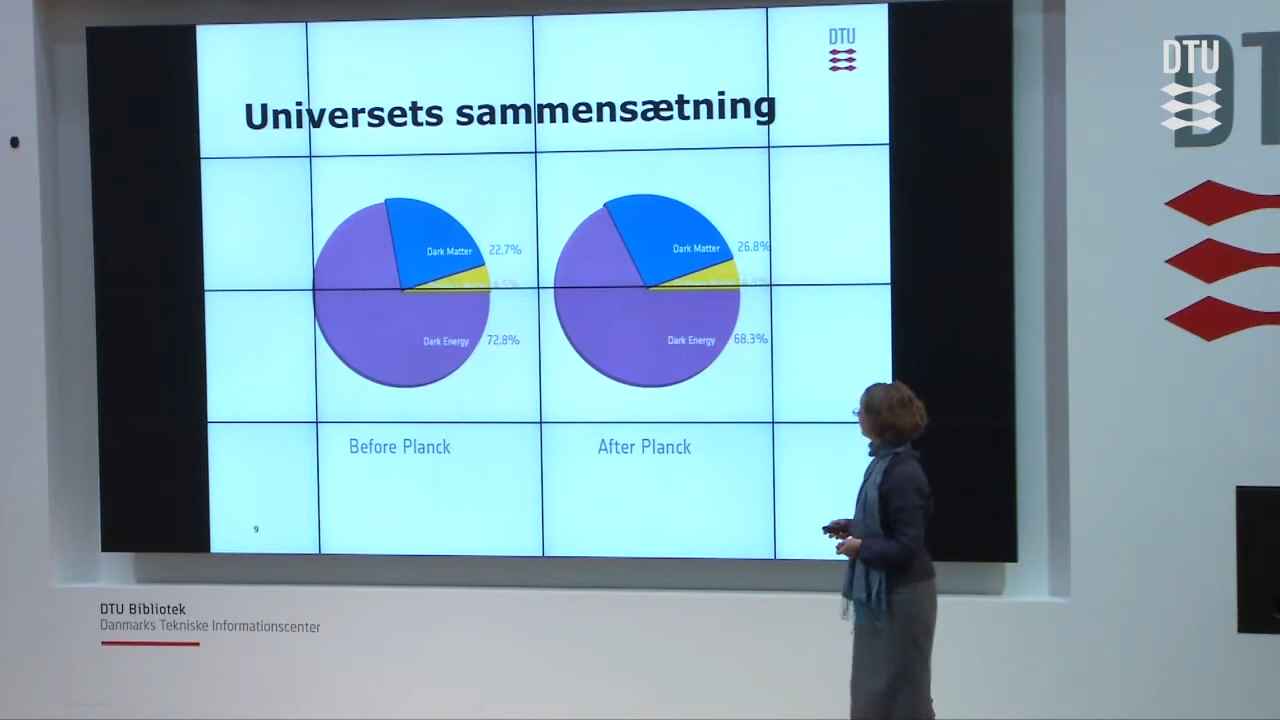 DTU
DTU
Universets sammensætning
Dark Matter 22.7%
Dark Energy 72.8%
Before Planck
Dark Matter 26.8%
Dark Energy 68.3%
After Planck
9
DTU Bibliotek
Danmarks Tekniske Informationscenter